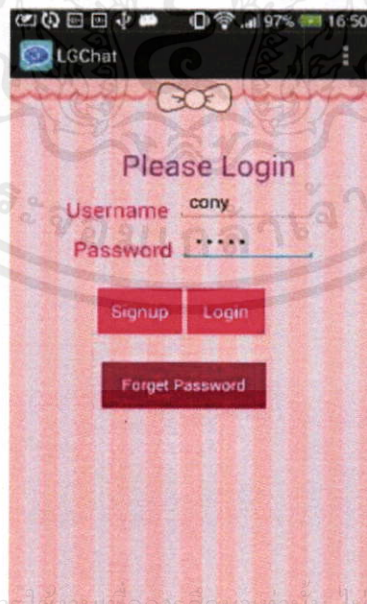 97% 16:50
LGChat
Please Login
Username cony
Password •••••
Signup Login
Forget Password